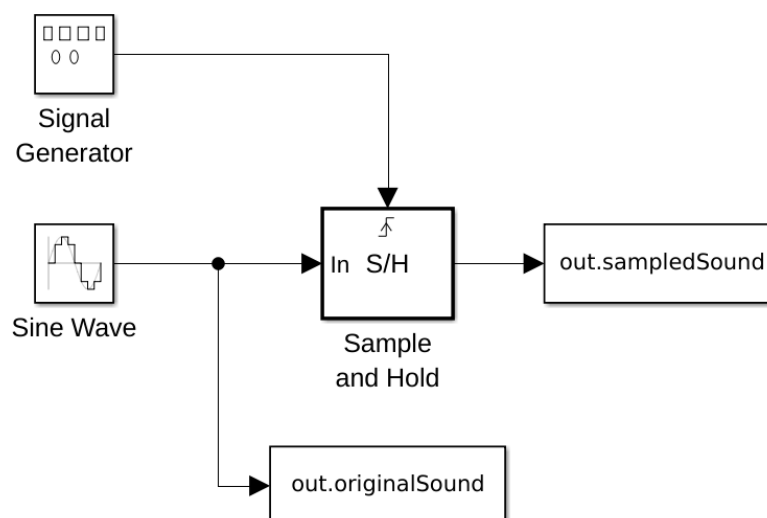 Signal
Generator
In S/H
out.sampledSound
Sine Wave
Sample
and Hold
out.originalSound